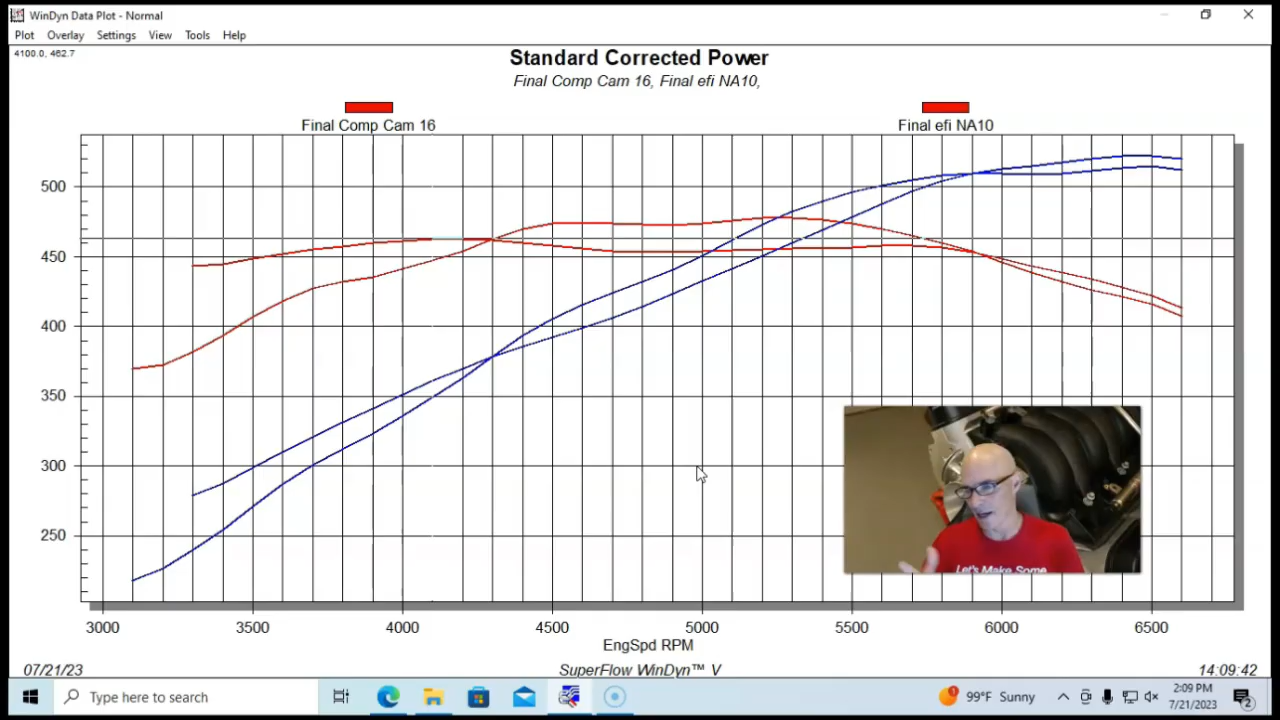 WinDyn Data Plot - Normal
Plot Overlay Settings View Tools Help
4100.0, 462.7
Standard Corrected Power
Final Comp Cam 16, Final efi NA10,
Final Comp Cam 16 Final efi NA10
500
450
400
350
300
250
3000 3500 4000 4500 5000 5500 6000 6500
EngSpd RPM
07/21/23 SuperFlow WinDyn™ V 14:09:42
Let's Make Some
Type here to search
99°F Sunny
2:09 PM
7/21/2023
2